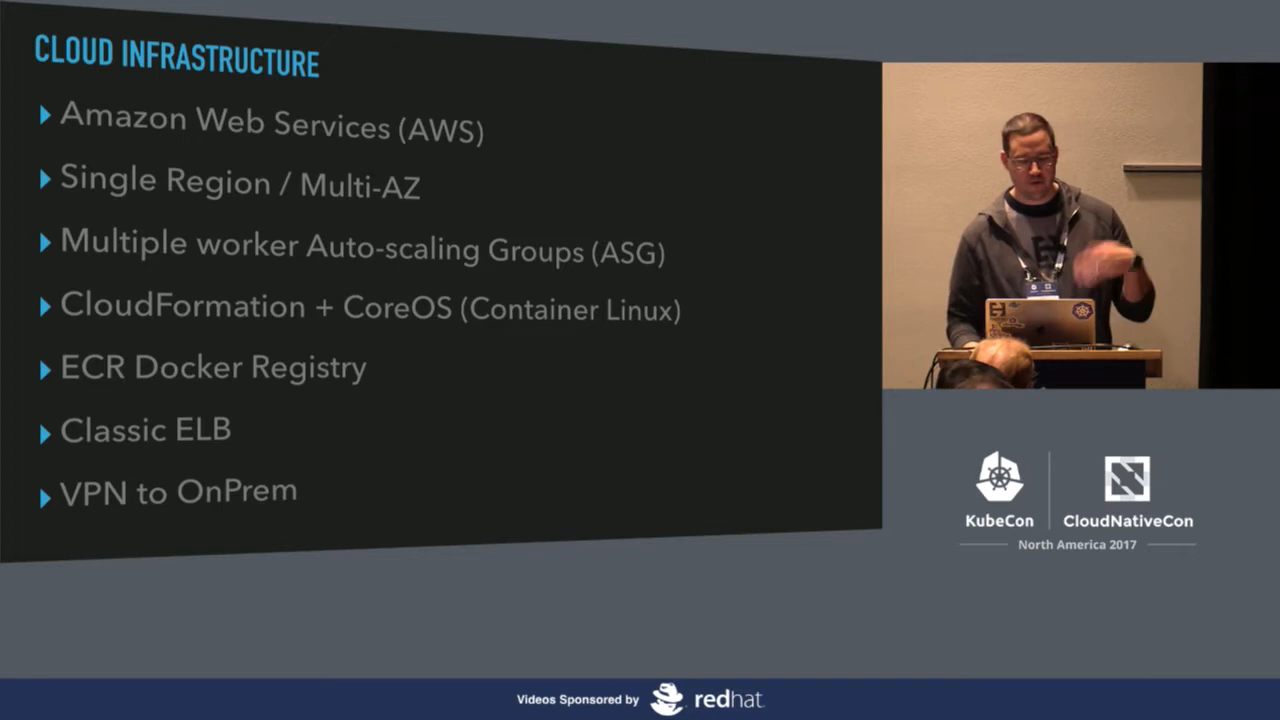 CLOUD INFRASTRUCTURE
Amazon Web Services (AWS)
Single Region / Multi-AZ
Multiple worker Auto-scaling Groups (ASG)
CloudFormation + CoreOS (Container Linux)
ECR Docker Registry
Classic ELB
VPN to OnPrem
KubeCon
CloudNativeCon
North America 2017
Videos Sponsored by redhat